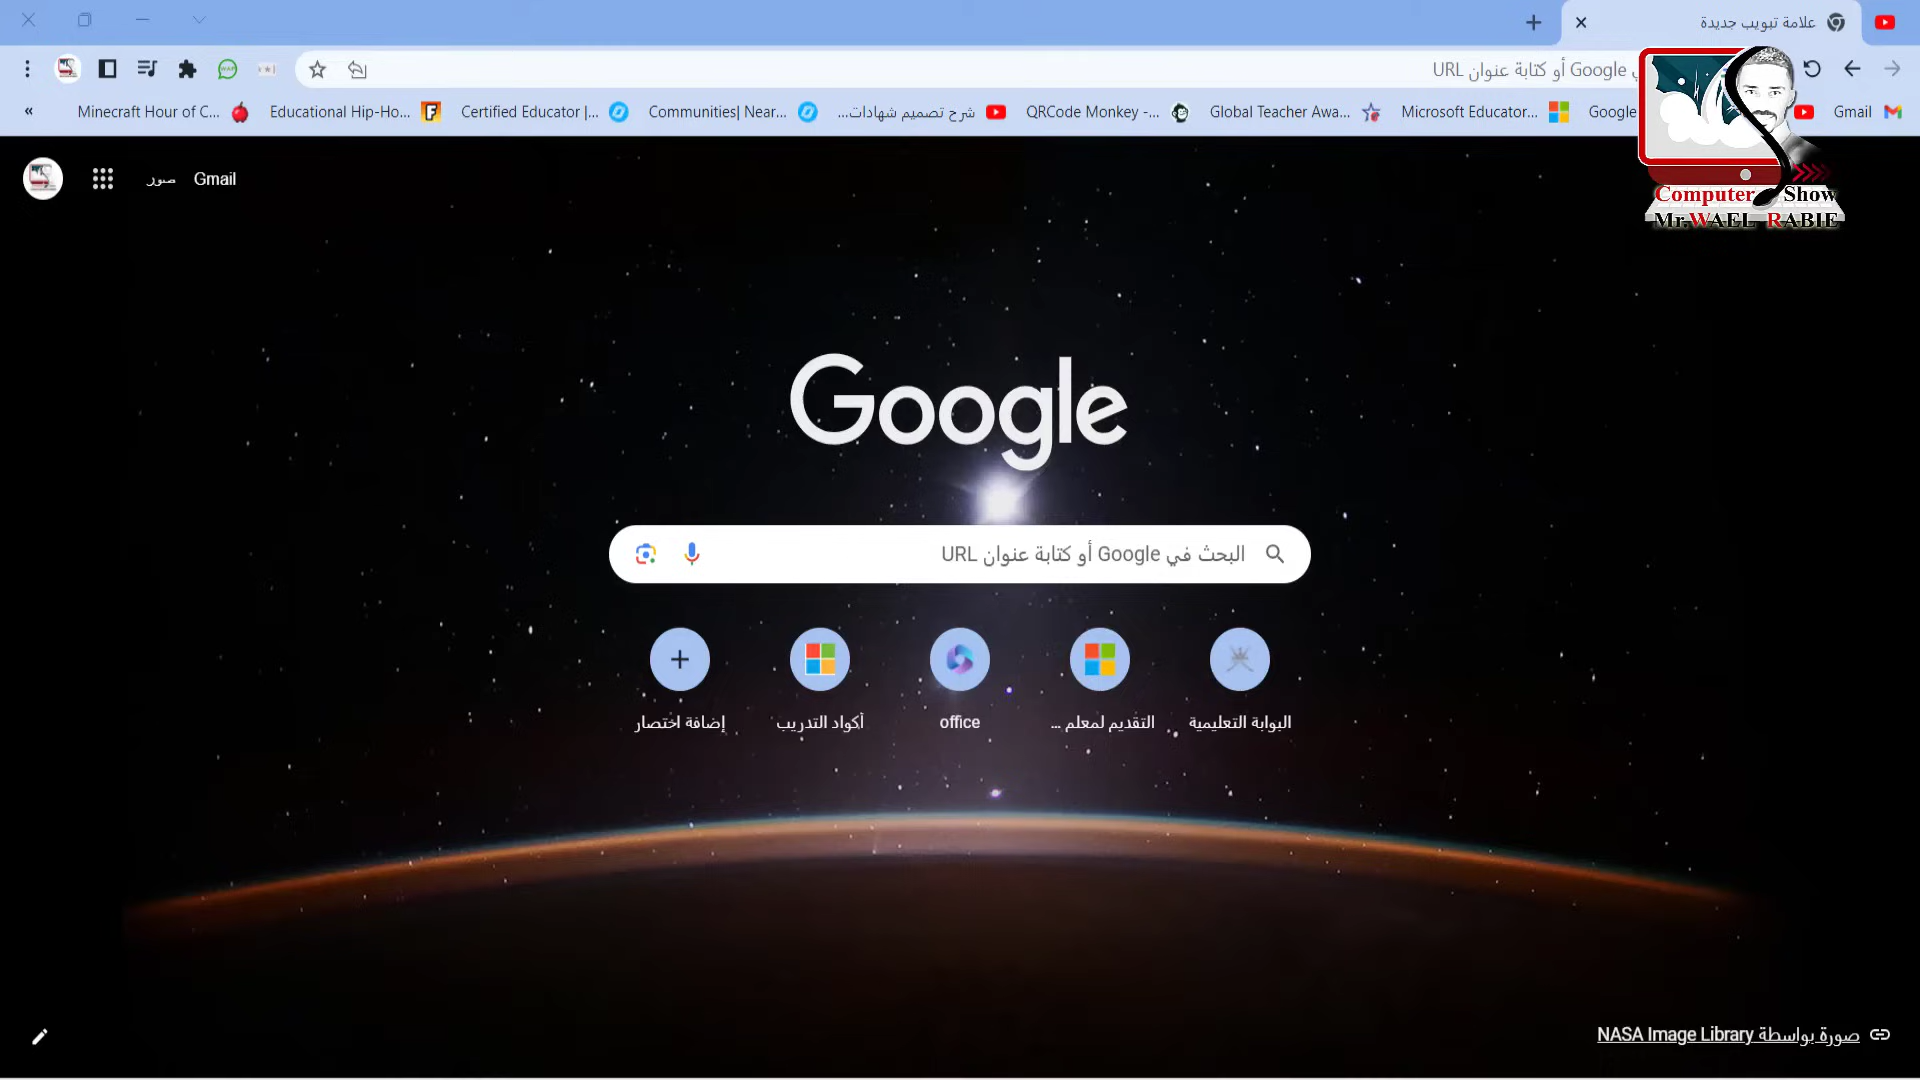 علامة تبويب جديدة
Google أو كتابة عنوان URL
Gmail
Google
Microsoft Educator...
Global Teacher Awa...
QRCode Monkey -...
شرح تصميم شهادات...
Communities| Near...
Certified Educator |...
Educational Hip-Ho...
Minecraft Hour of C...
«
Computer Show
Mr.WAEL RABIE
Gmail
صور
Google
البحث في Google أو كتابة عنوان URL
البوابة التعليمية
التقديم لمعلم ...
office
أكواد التدريب
إضافة اختصار
صورة بواسطة NASA Image Library